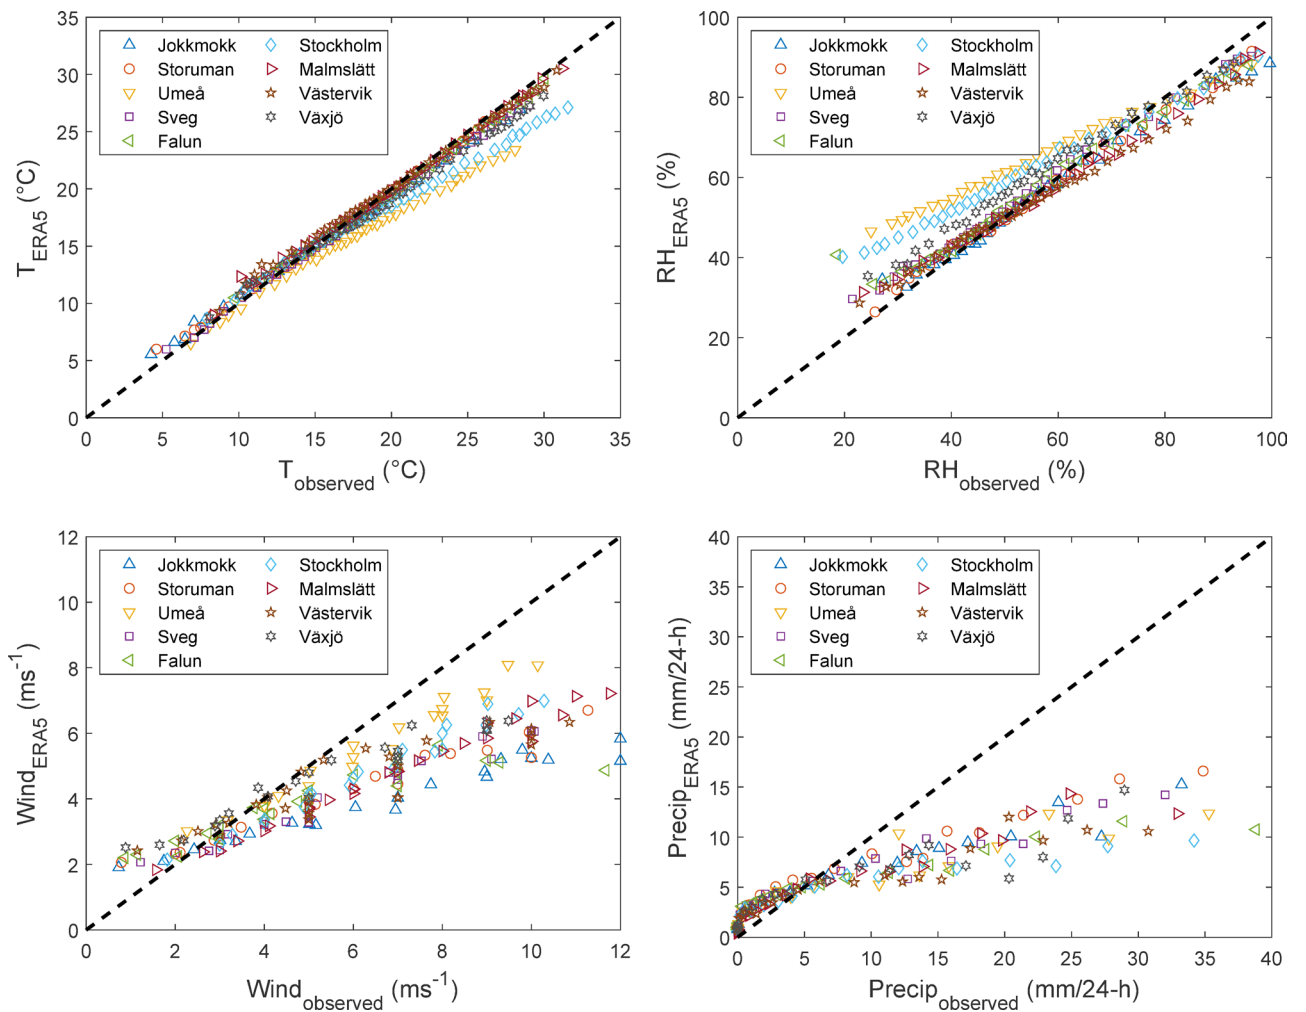 35
30
25
20
15
10
5
0
0 5 10 15 20 25 30 35
T_ERA5 (°C)
T_observed (°C)
Jokkmokk Stockholm
Storuman Malmslätt
Umeå Västervik
Sveg Växjö
Falun
100
80
60
40
20
0
0 20 40 60 80 100
RH_ERA5 (%)
RH_observed (%)
Jokkmokk Stockholm
Storuman Malmslätt
Umeå Västervik
Sveg Växjö
Falun
12
10
8
6
4
2
0
0 2 4 6 8 10 12
Wind_ERA5 (ms⁻¹)
Wind_observed (ms⁻¹)
Jokkmokk Stockholm
Storuman Malmslätt
Umeå Västervik
Sveg Växjö
Falun
40
35
30
25
20
15
10
5
0
0 5 10 15 20 25 30 35 40
Precip_ERA5 (mm/24-h)
Precip_observed (mm/24-h)
Jokkmokk Stockholm
Storuman Malmslätt
Umeå Västervik
Sveg Växjö
Falun